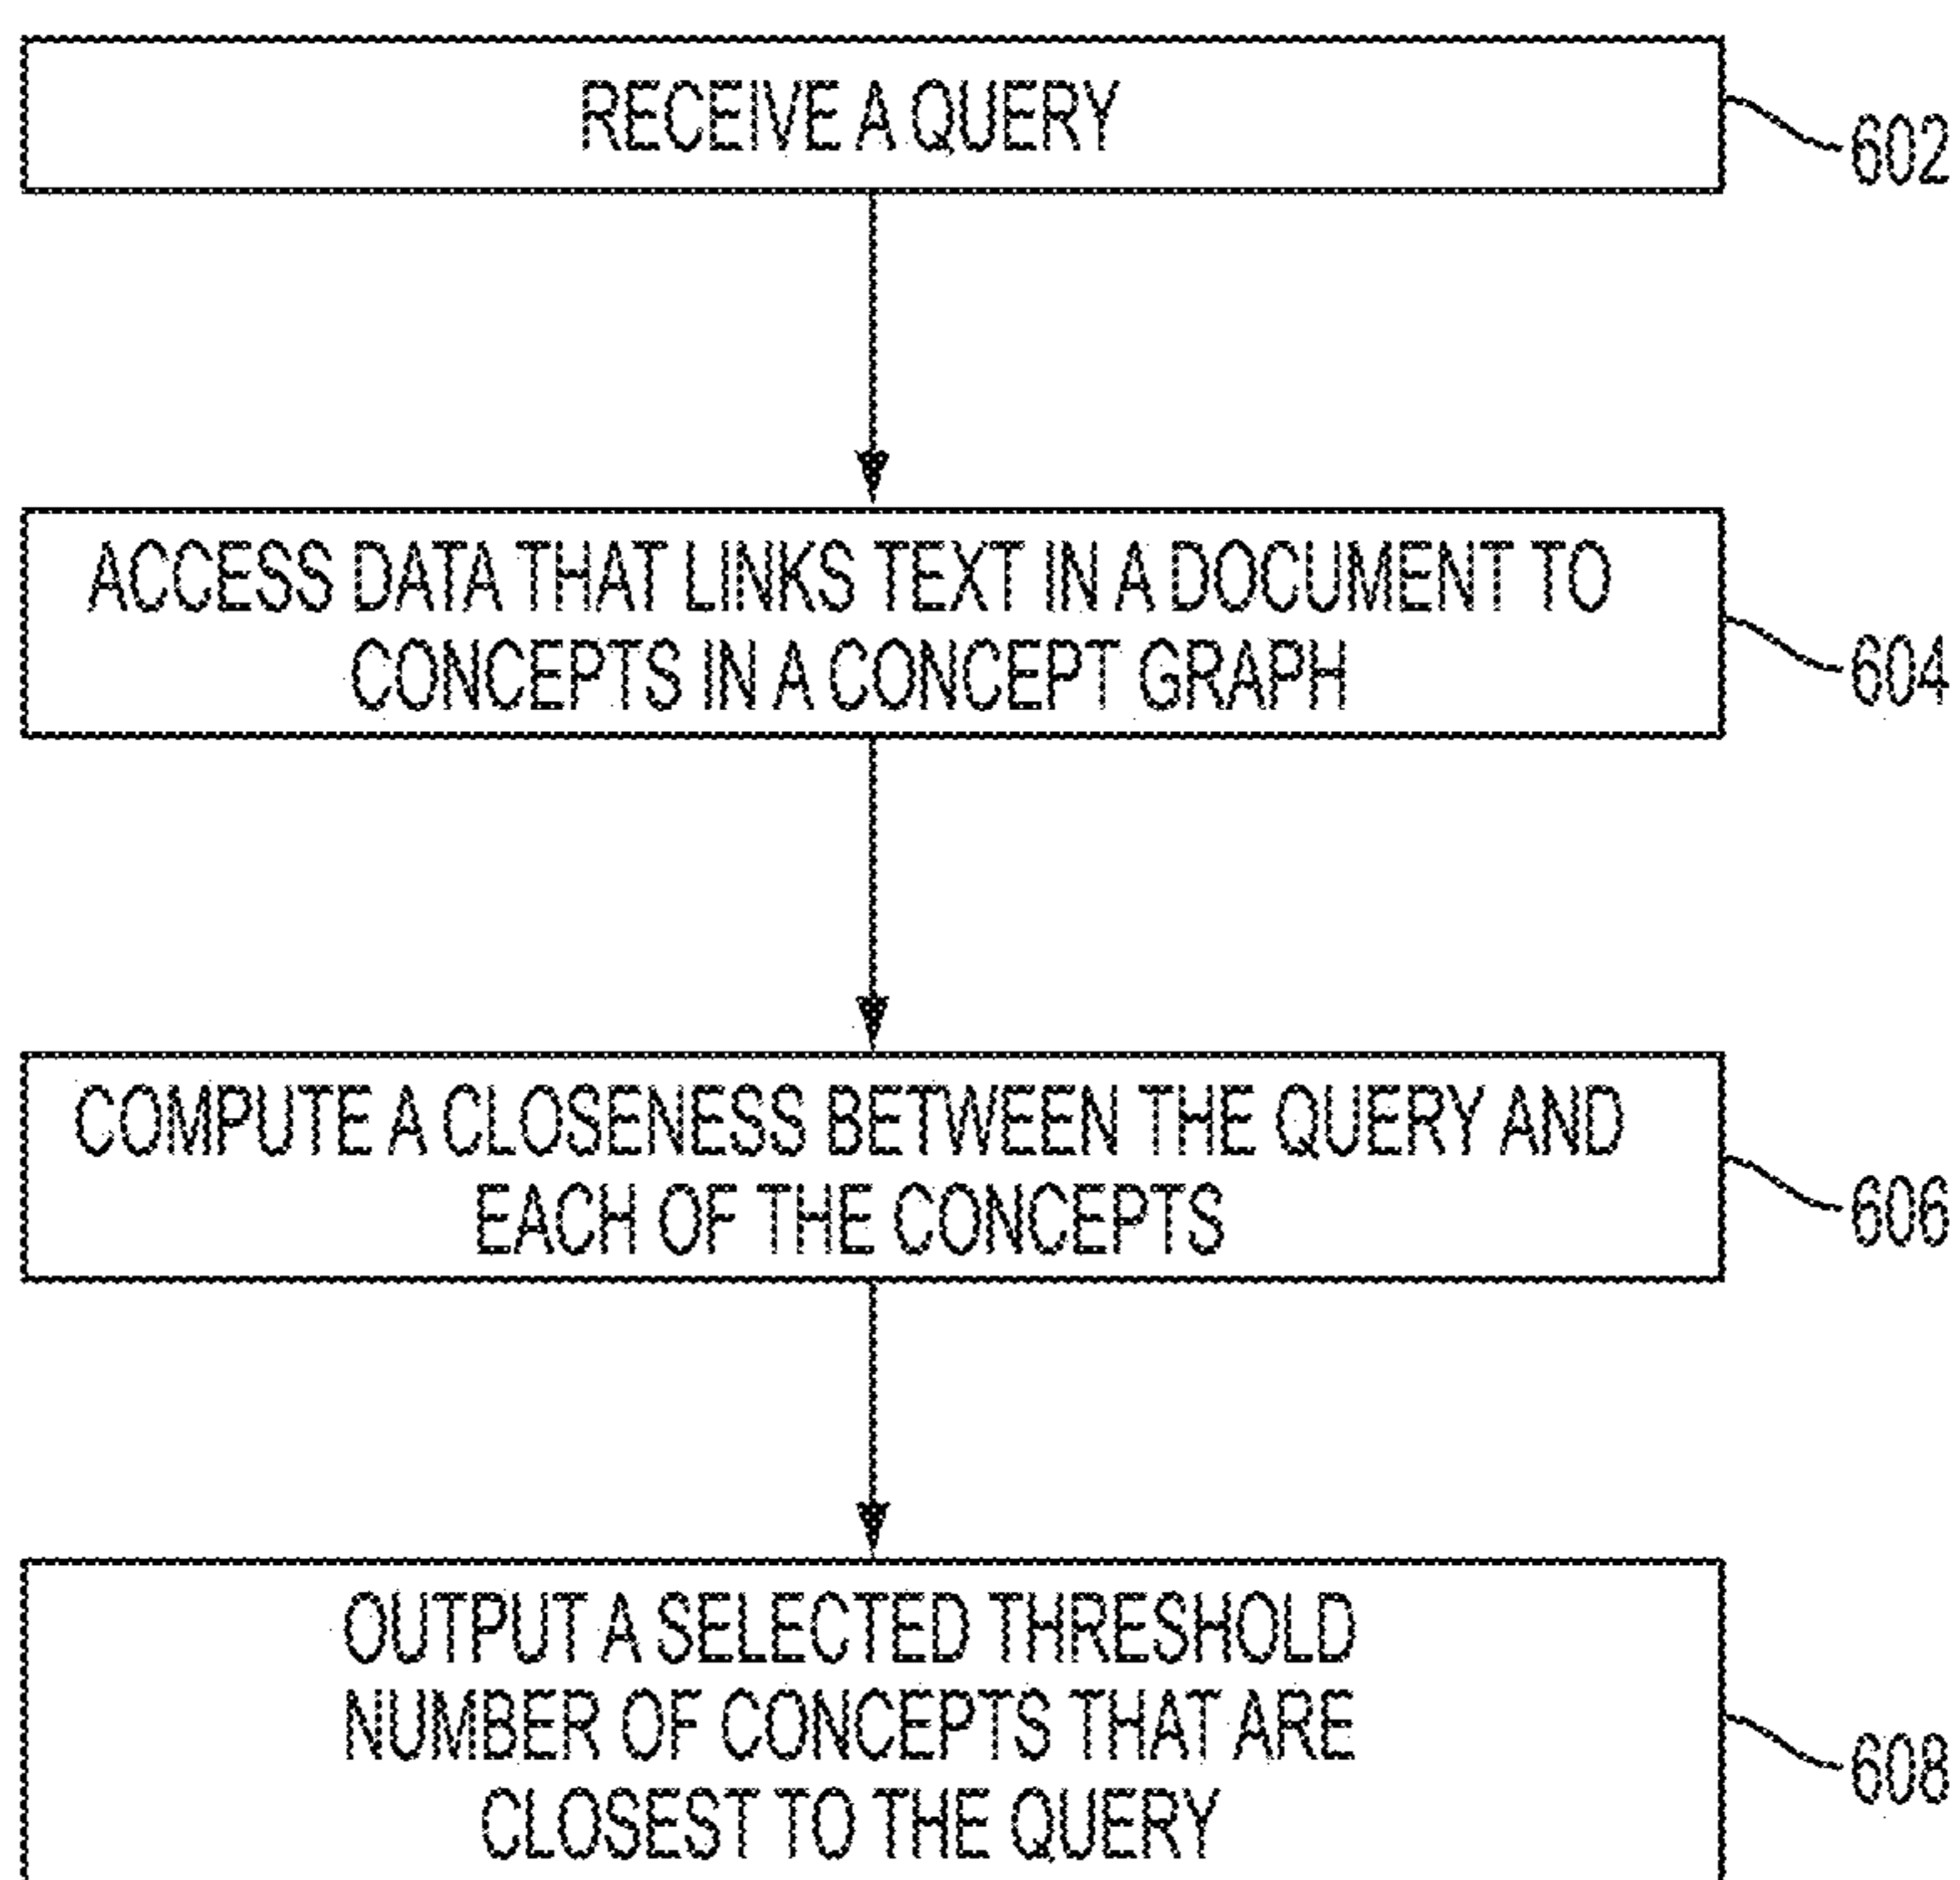 RECEIVE A QUERY
602
ACCESS DATA THAT LINKS TEXT IN A DOCUMENT TO
CONCEPTS IN A CONCEPT GRAPH
604
COMPUTE A CLOSENESS BETWEEN THE QUERY AND
EACH OF THE CONCEPTS
606
OUTPUT A SELECTED THRESHOLD
NUMBER OF CONCEPTS THAT ARE
CLOSEST TO THE QUERY
608